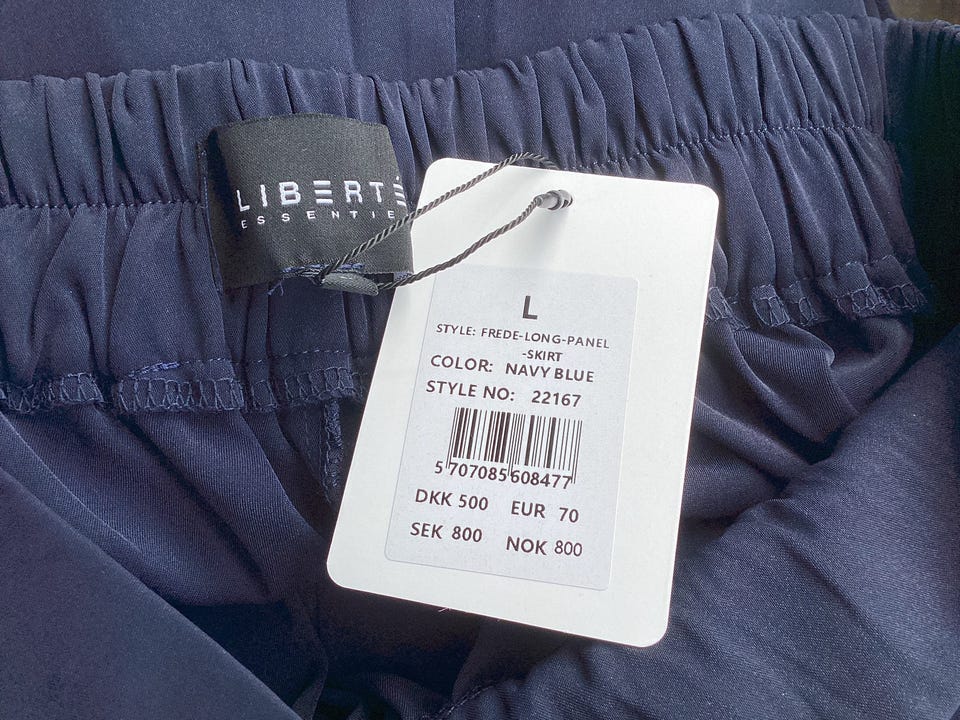 LIBERTÉ
ESSENTIE
L
STYLE: FREDE-LONG-PANEL
-SKIRT
COLOR: NAVY BLUE
STYLE NO: 22167
5 707085 608477
DKK 500 EUR 70
SEK 800 NOK 800